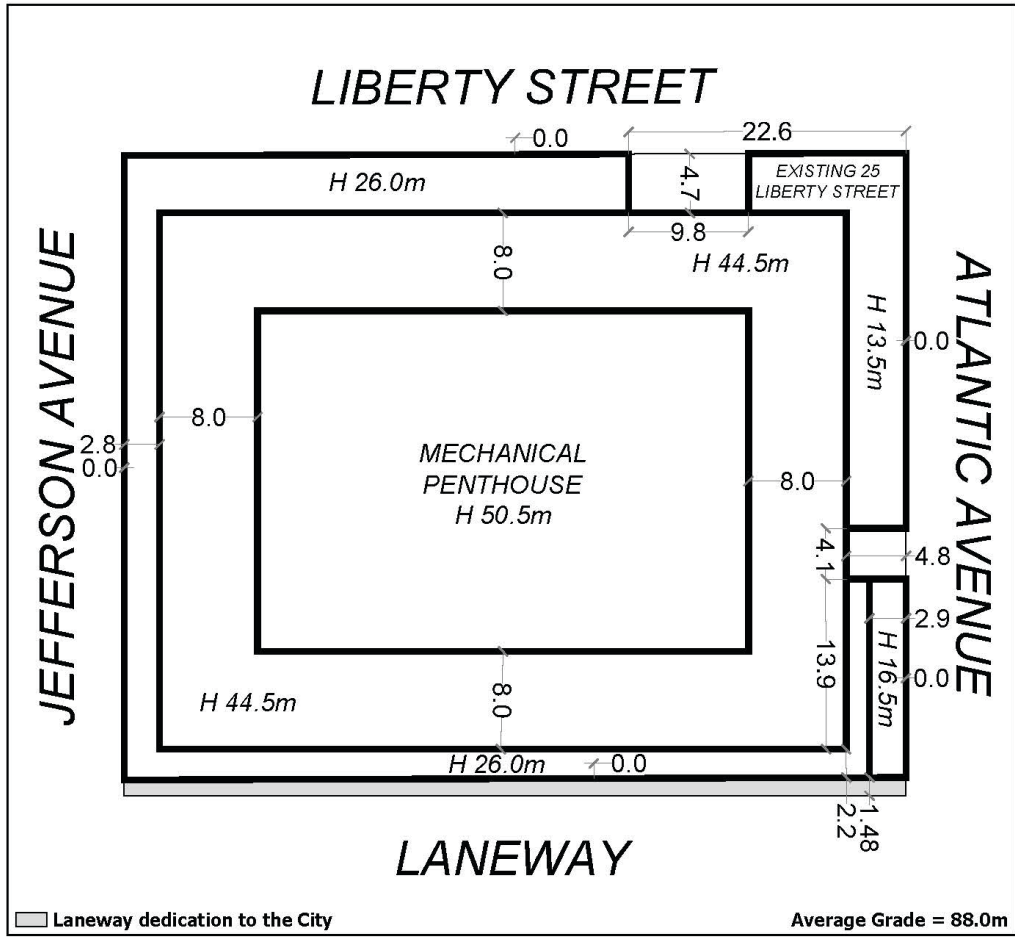 LIBERTY STREET
0.0
22.6
H 26.0m
4.7
EXISTING 25
LIBERTY STREET
9.8
8.0
H 44.5m
JEFFERSON AVENUE
ATLANTIC AVENUE
H 13.5m
0.0
8.0
2.8
0.0
MECHANICAL
PENTHOUSE
H 50.5m
8.0
4.1
4.8
2.9
13.9
H 16.5m
0.0
H 44.5m
8.0
H 26.0m
0.0
2.2
1.48
LANEWAY
Laneway dedication to the City
Average Grade = 88.0m